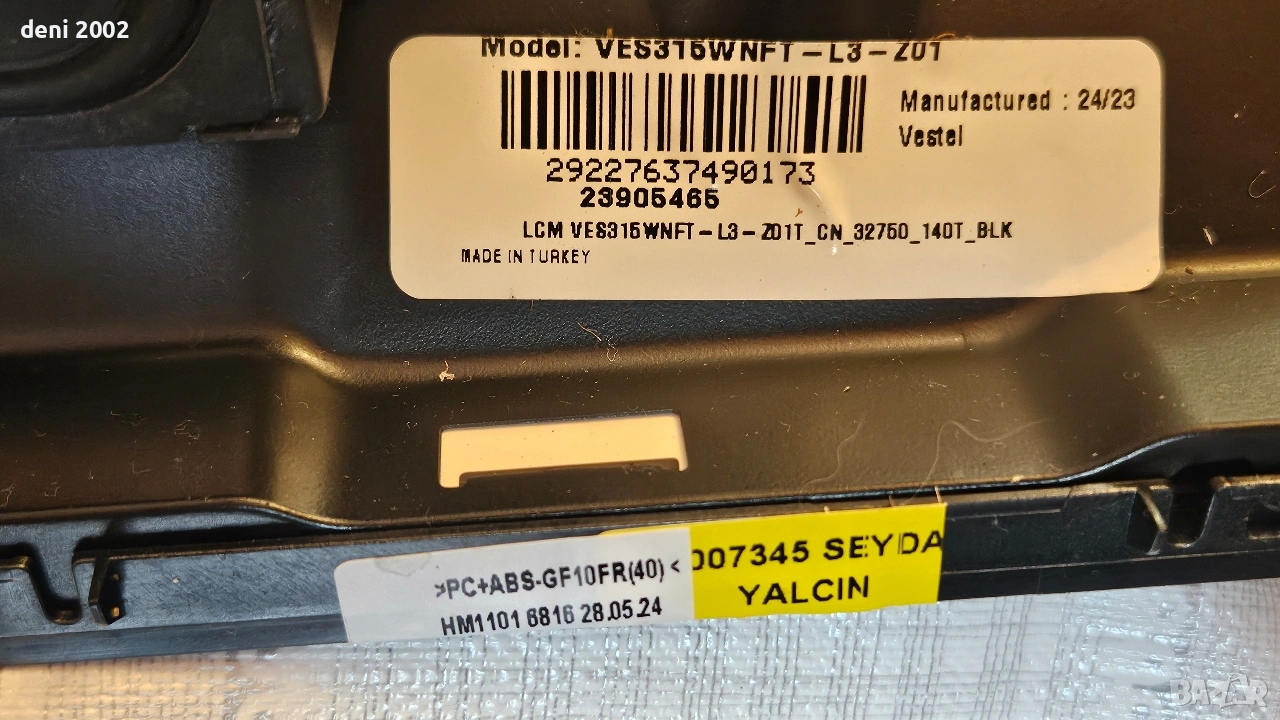 deni 2002
Model: VES315WNFT-L3-Z01
Manufactured : 24/23
Vestel
29227637490173
23905465
LCM VES315WNFT-L3-Z01T_CN_32750_140T_BLK
MADE IN TURKEY
007345 SEYDA
YALCIN
>PC+ABS-GF10FR(40)<
HM1101 6816 28.05.24
BAZAR